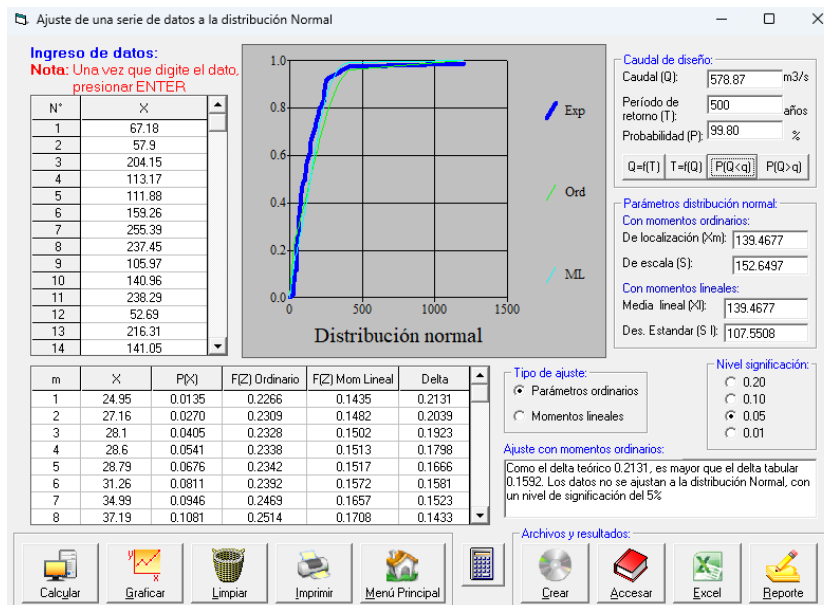 Ajuste de una serie de datos a la distribución Normal
Ingreso de datos:
Nota: Una vez que digite el dato,
presionar ENTER
N° X
1 67.18
2 57.9
3 204.15
4 113.17
5 111.88
6 159.26
7 255.39
8 237.45
9 105.97
10 140.96
11 238.29
12 52.69
13 216.31
14 141.05
1.0
0.8
0.6
0.4
0.2
0.0
0 500 1000 1500
Distribución normal
Exp
Ord
ML
Caudal de diseño:
Caudal (Q): 578.87 m3/s
Período de
retorno (T): 500 años
Probabilidad (P): 99.80 %
Q=f(T) T=f(Q) P(Q<q) P(Q>q)
Parámetros distribución normal:
Con momentos ordinarios:
De localización (Xm): 139.4677
De escala (S): 152.6497
Con momentos lineales:
Media lineal (Xl): 139.4677
Des. Estandar (S l): 107.5508
m X P(X) F(Z) Ordinario F(Z) Mom Lineal Delta
1 24.95 0.0135 0.2266 0.1435 0.2131
2 27.16 0.0270 0.2309 0.1482 0.2039
3 28.1 0.0405 0.2328 0.1502 0.1923
4 28.6 0.0541 0.2338 0.1513 0.1798
5 28.79 0.0676 0.2342 0.1517 0.1666
6 31.26 0.0811 0.2392 0.1572 0.1581
7 34.99 0.0946 0.2469 0.1657 0.1523
8 37.19 0.1081 0.2514 0.1708 0.1433
Tipo de ajuste:
Parámetros ordinarios
Momentos lineales
Nivel significación:
0.20
0.10
0.05
0.01
Ajuste con momentos ordinarios:
Como el delta teórico 0.2131, es mayor que el delta tabular
0.1592. Los datos no se ajustan a la distribución Normal, con
un nivel de significación del 5%
Calcular Graficar Limpiar Imprimir Menú Principal
Archivos y resultados:
Crear Accesar Excel Reporte